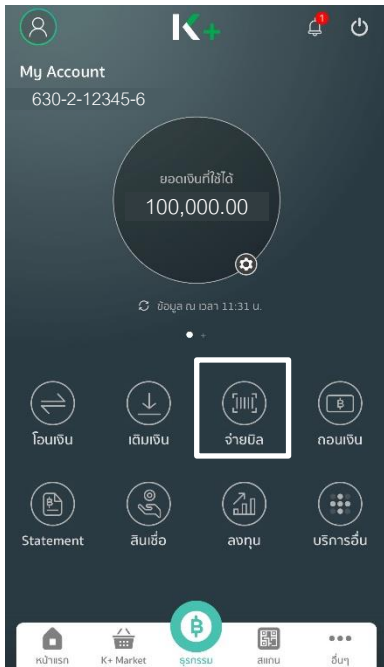 K+
1
My Account
630-2-12345-6
ยอดเงินที่ใช้ได้
100,000.00
ข้อมูล ณ เวลา 11:31 น.
โอนเงิน
เติมเงิน
จ่ายบิล
ถอนเงิน
Statement
สินเชื่อ
ลงทุน
บริการอื่น
หน้าแรก
K+ Market
ธุรกรรม
สแกน
อื่นๆ